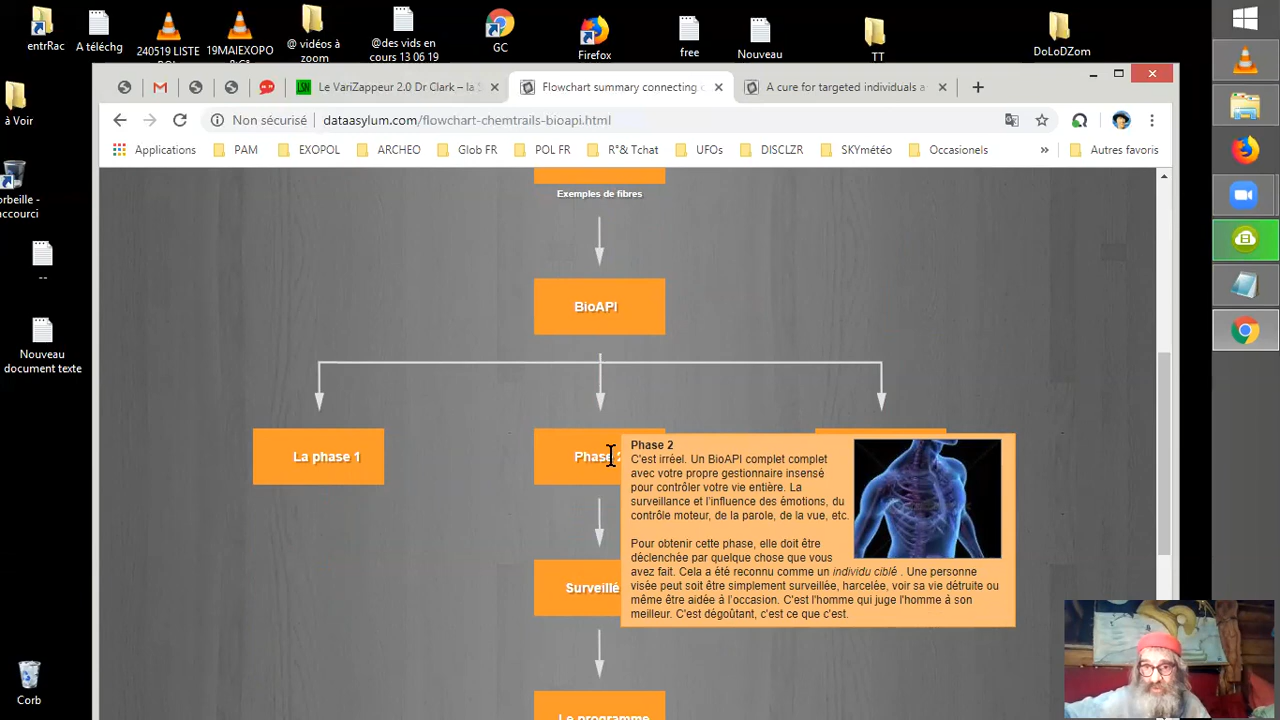 entrRac
A téléchg
240519 LISTE
19MAIEXOPO
@ vidéos à
zoom
@des vids en
cours 13 06 19
GC
Firefox
free
Nouveau
TT
DoLoDZom
à Voir
Le VariZappeur 2.0 Dr Clark – la
Flowchart summary connecting
A cure for targeted individuals a
Non sécurisé
dataasylum.com/flowchart-chemtrails-bioapi.html
Applications
PAM
EXOPOL
ARCHEO
Glob FR
POL FR
R°& Tchat
UFOs
DISCLZR
SKYmétéo
Occasionels
»
Autres favoris
orbeille -
accourci
--
Nouveau
document texte
Corb
Exemples de fibres
BioAPI
La phase 1
Phase 2
Surveillé
Le programme
Phase 2
C'est irréel. Un BioAPI complet complet
avec votre propre gestionnaire insensé
pour contrôler votre vie entière. La
surveillance et l'influence des émotions, du
contrôle moteur, de la parole, de la vue, etc.
Pour obtenir cette phase, elle doit être
déclenchée par quelque chose que vous
avez fait. Cela a été reconnu comme un individu ciblé . Une personne
visée peut soit être simplement surveillée, harcelée, voir sa vie détruite ou
même être aidée à l'occasion. C'est l'homme qui juge l'homme à son
meilleur. C'est dégoûtant, c'est ce que c'est.